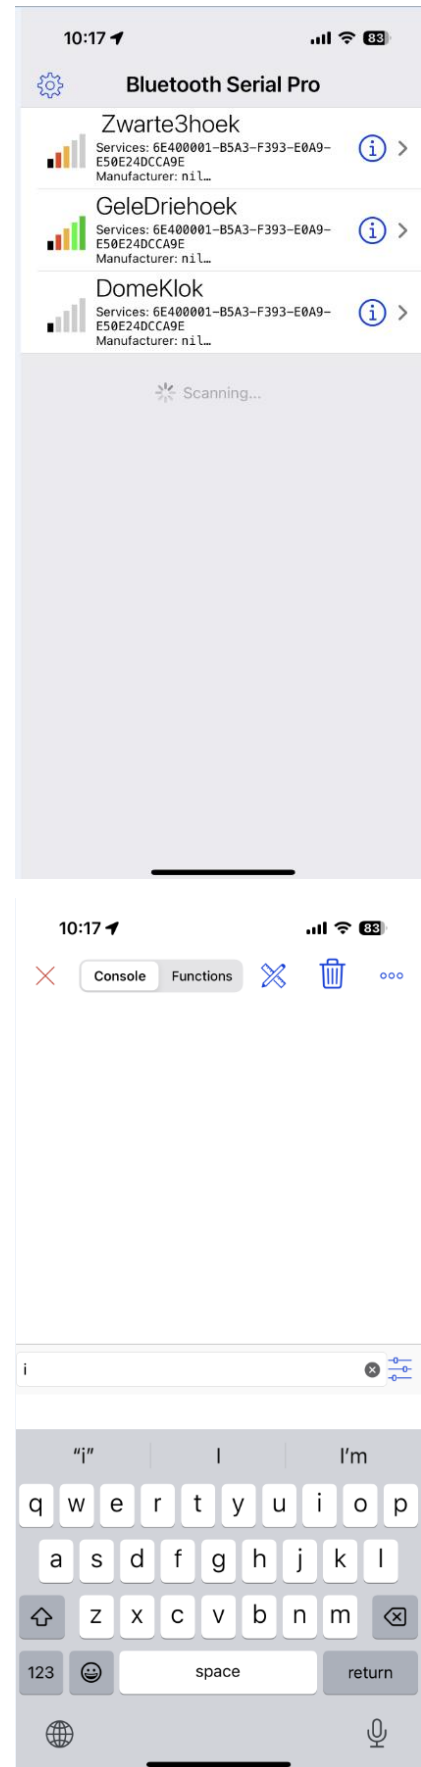 10:17
83
Bluetooth Serial Pro
Zwarte3hoek
Services: 6E400001-B5A3-F393-E0A9-
E50E24DCCA9E
Manufacturer: nil…
GeleDriehoek
Services: 6E400001-B5A3-F393-E0A9-
E50E24DCCA9E
Manufacturer: nil…
DomeKlok
Services: 6E400001-B5A3-F393-E0A9-
E50E24DCCA9E
Manufacturer: nil…
Scanning...
10:17
83
Console Functions
i
"i" I I'm
q w e r t y u i o p
a s d f g h j k l
z x c v b n m
123 space return